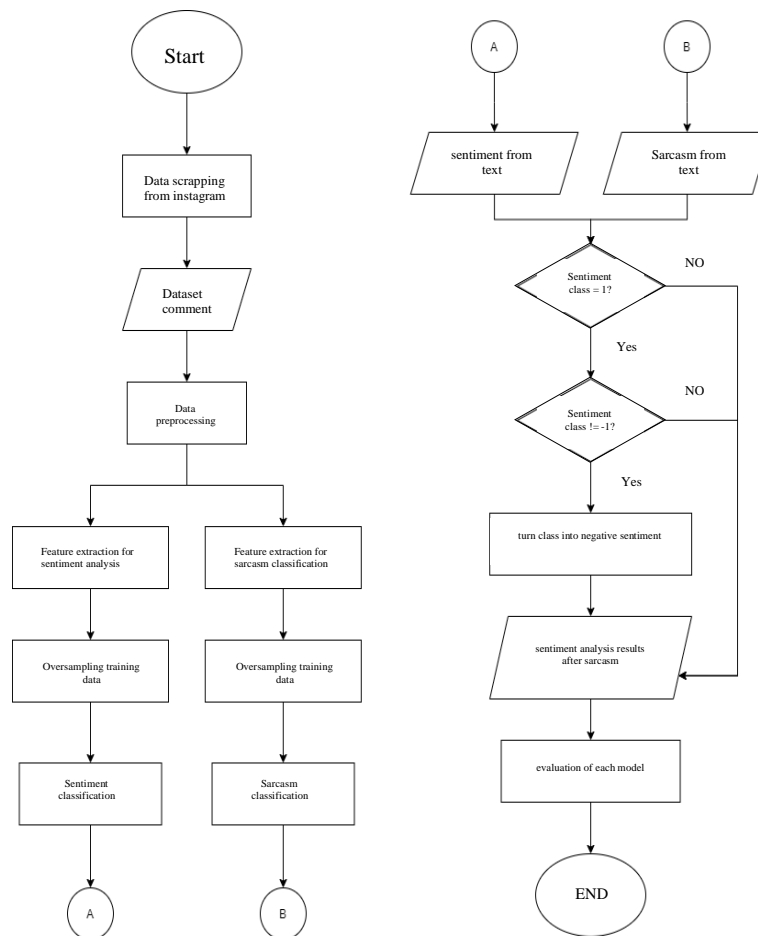 Start
Data scrapping
from instagram
Dataset
comment
Data
preprocessing
Feature extraction for
sentiment analysis
Feature extraction for
sarcasm classification
Oversampling training
data
Oversampling training
data
Sentiment
classification
Sarcasm
classification
A
B
A
B
sentiment from
text
Sarcasm from
text
Sentiment
class = 1?
NO
Yes
Sentiment
class != -1?
NO
Yes
turn class into negative sentiment
sentiment analysis results
after sarcasm
evaluation of each model
END